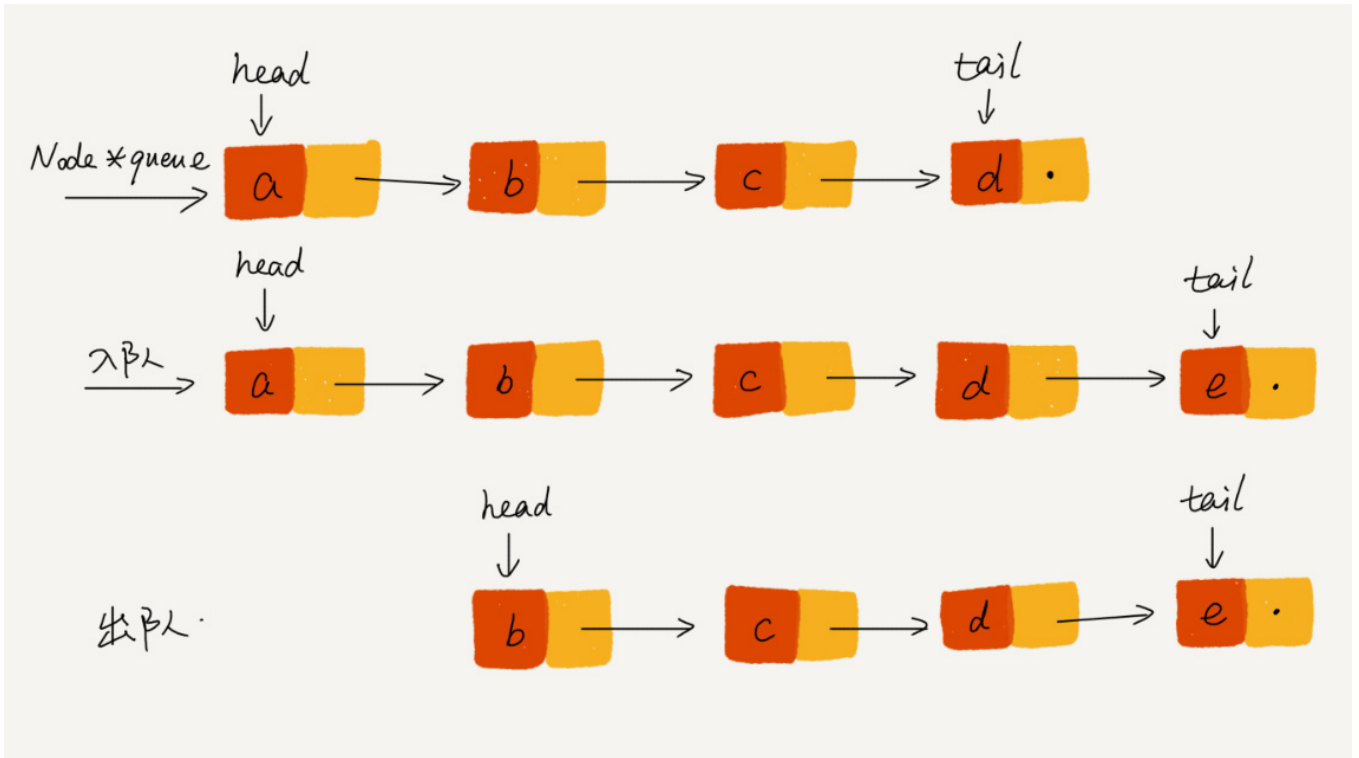 head tail
Node *queue
a b c d .
head tail
入队
a b c d e .
head tail
出队.
b c d e .